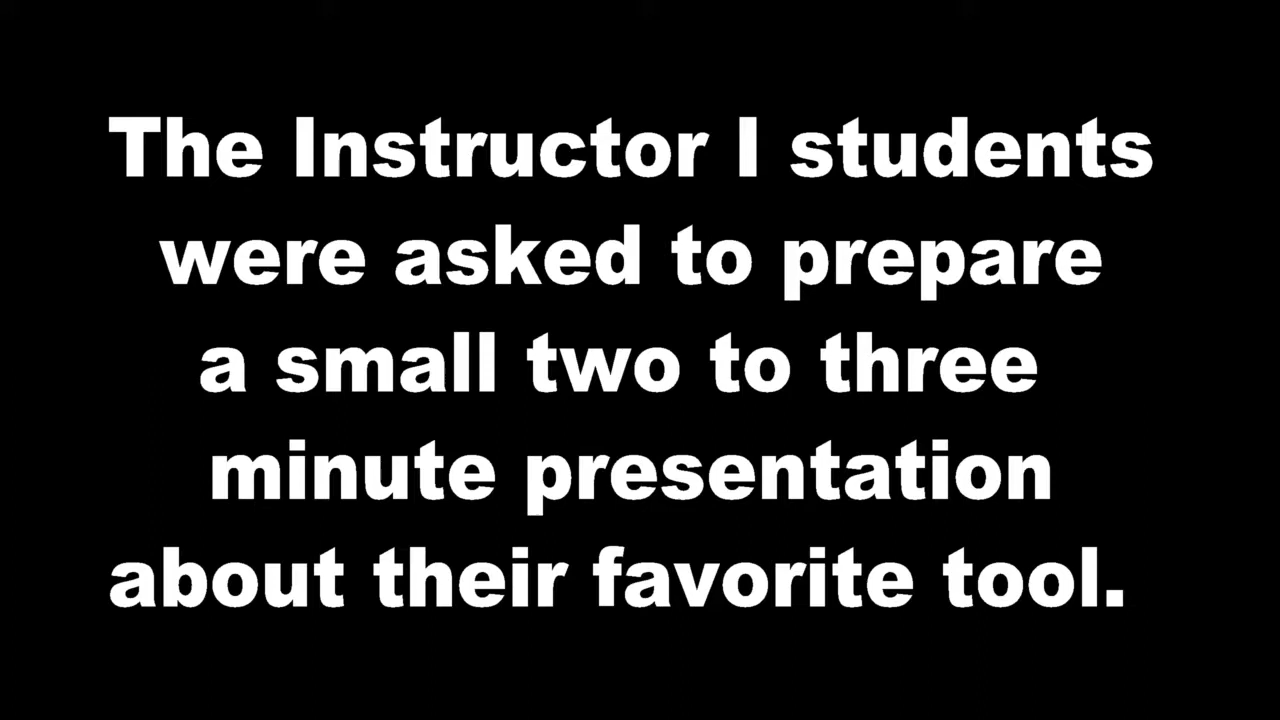 The Instructor I students
were asked to prepare
a small two to three
minute presentation
about their favorite tool.